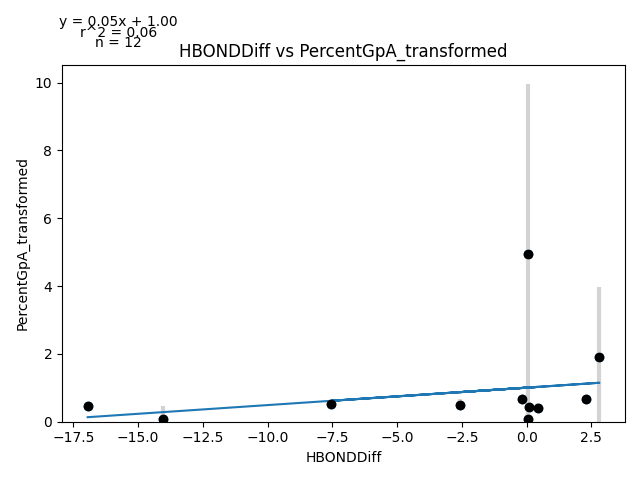 y = 0.05x + 1.00
r^2 = 0.06
n = 12
HBONDDiff vs PercentGpA_transformed
PercentGpA_transformed
10
8
6
4
2
0
−17.5 −15.0 −12.5 −10.0 −7.5 −5.0 −2.5 0.0 2.5
HBONDDiff